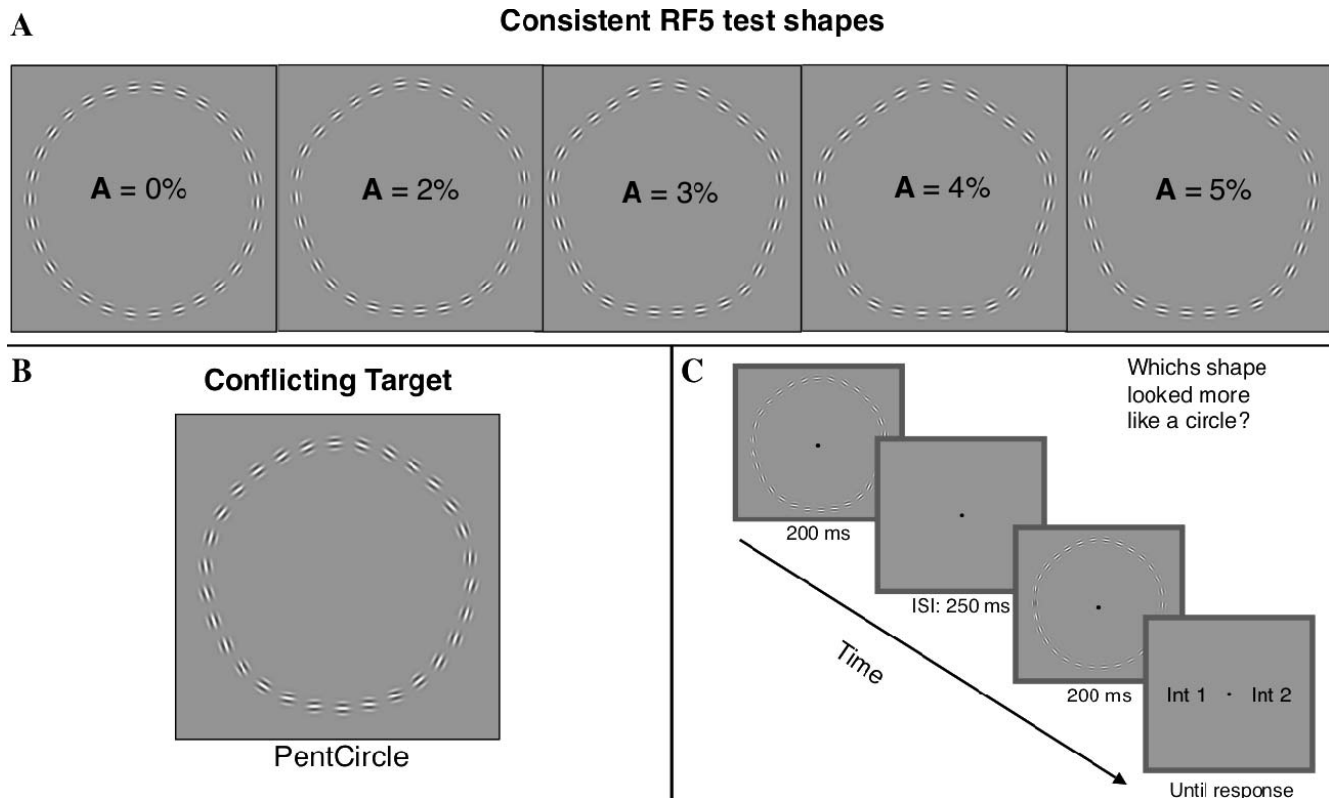 A
Consistent RF5 test shapes
A = 0%
A = 2%
A = 3%
A = 4%
A = 5%
B
Conflicting Target
PentCircle
C
Whichs shape
looked more
like a circle?
200 ms
ISI: 250 ms
200 ms
Time
Int 1
Int 2
Until response